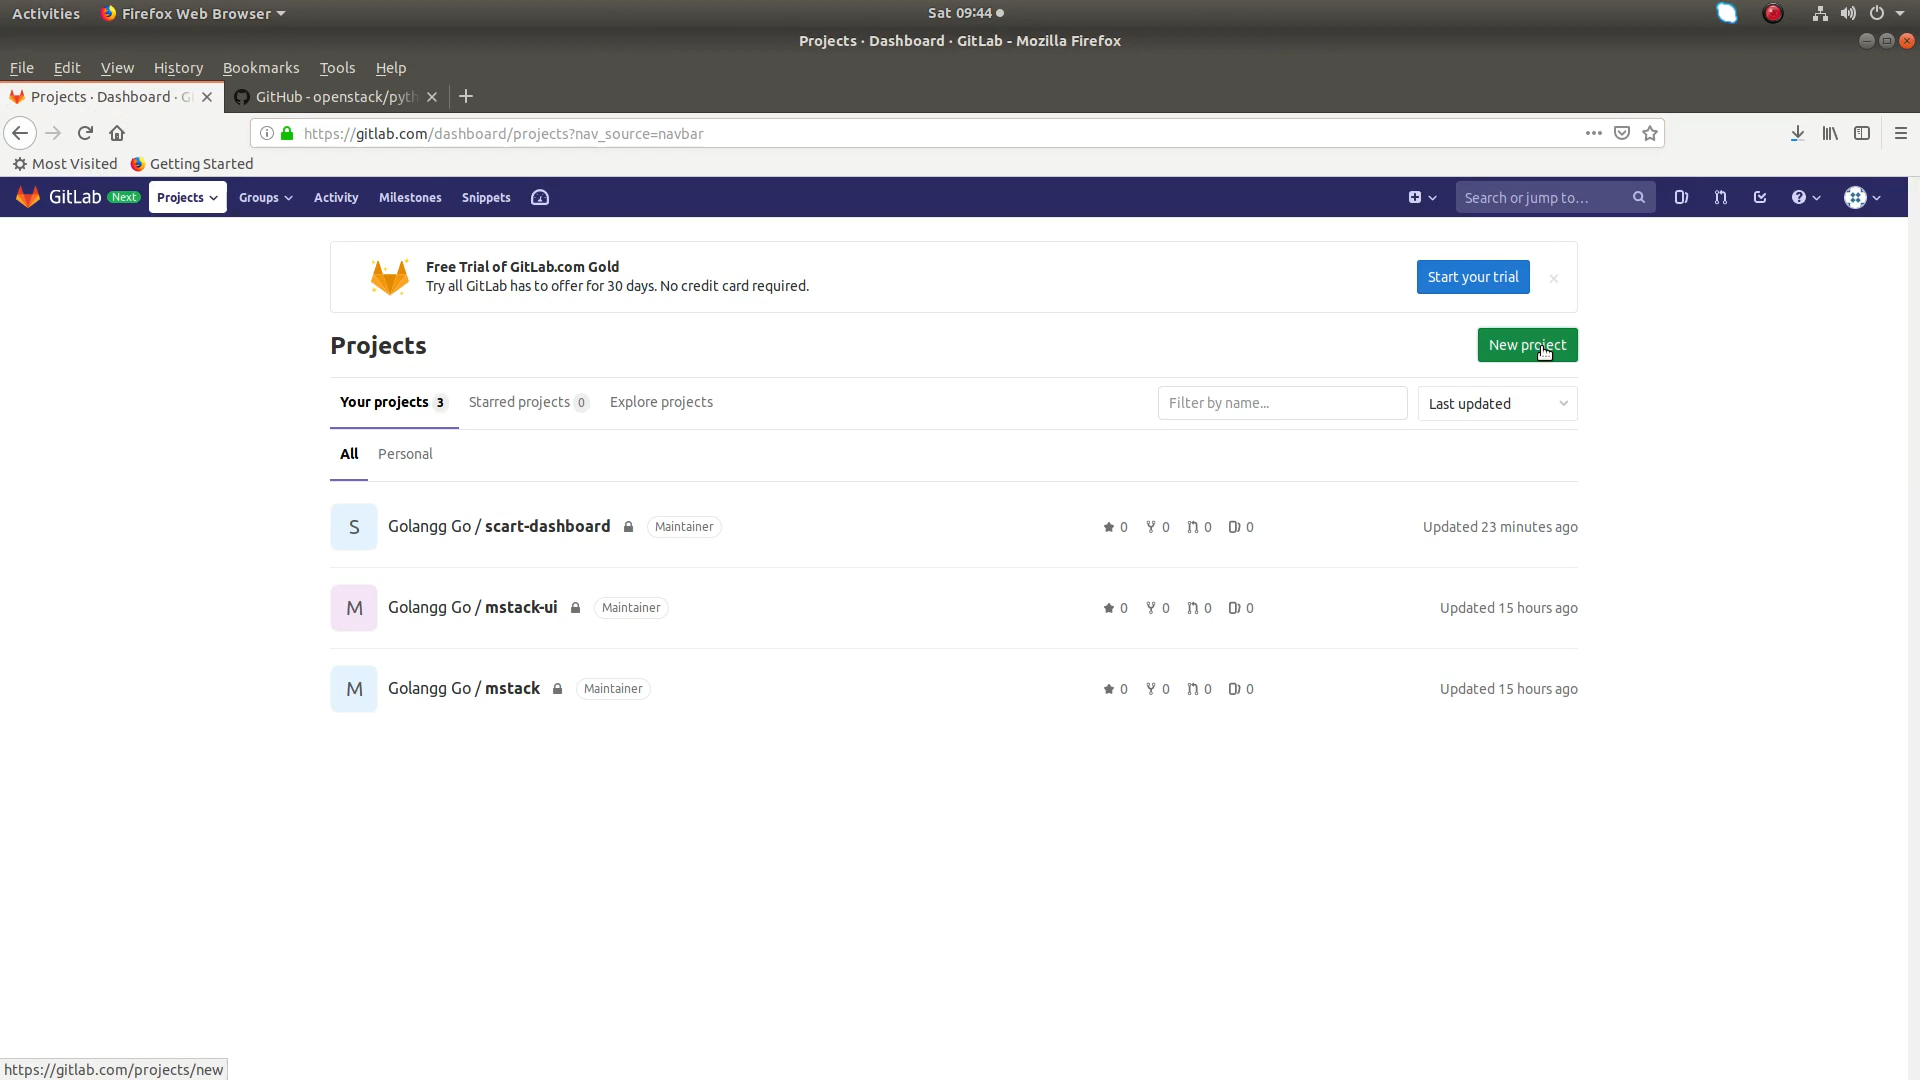 Activities Firefox Web Browser Sat 09:44
Projects · Dashboard · GitLab - Mozilla Firefox
File Edit View History Bookmarks Tools Help
Projects · Dashboard · G GitHub - openstack/pyth
https://gitlab.com/dashboard/projects?nav_source=navbar
Most Visited Getting Started
GitLab Next Projects Groups Activity Milestones Snippets Search or jump to…
Free Trial of GitLab.com Gold
Try all GitLab has to offer for 30 days. No credit card required.
Start your trial
Projects New project
Your projects 3 Starred projects 0 Explore projects Filter by name... Last updated
All Personal
S Golangg Go / scart-dashboard Maintainer 0 0 0 0 Updated 23 minutes ago
M Golangg Go / mstack-ui Maintainer 0 0 0 0 Updated 15 hours ago
M Golangg Go / mstack Maintainer 0 0 0 0 Updated 15 hours ago
https://gitlab.com/projects/new